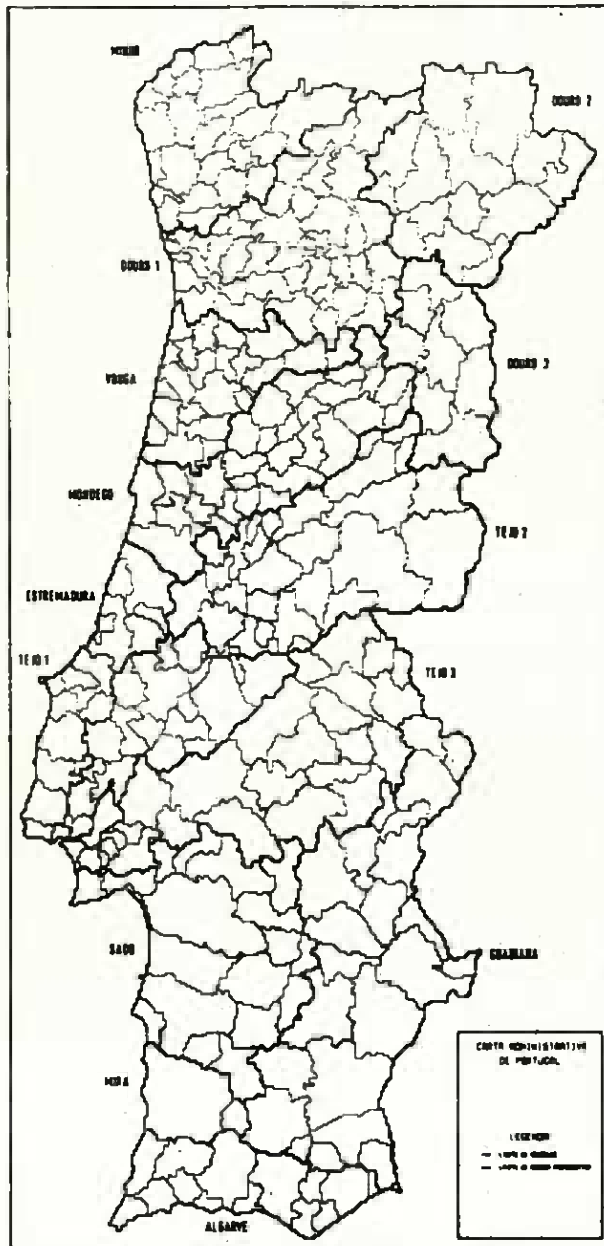 MINHO
DOURO 2
DOURO 1
DOURO 3
VOUGA
MONDEGO
TEJO 2
ESTREMADURA
TEJO 1
TEJO 3
SADO
GUADIANA
MIRA
ALGARVE
CARTA ADMINISTRATIVA
DE PORTUGAL
LEGENDA